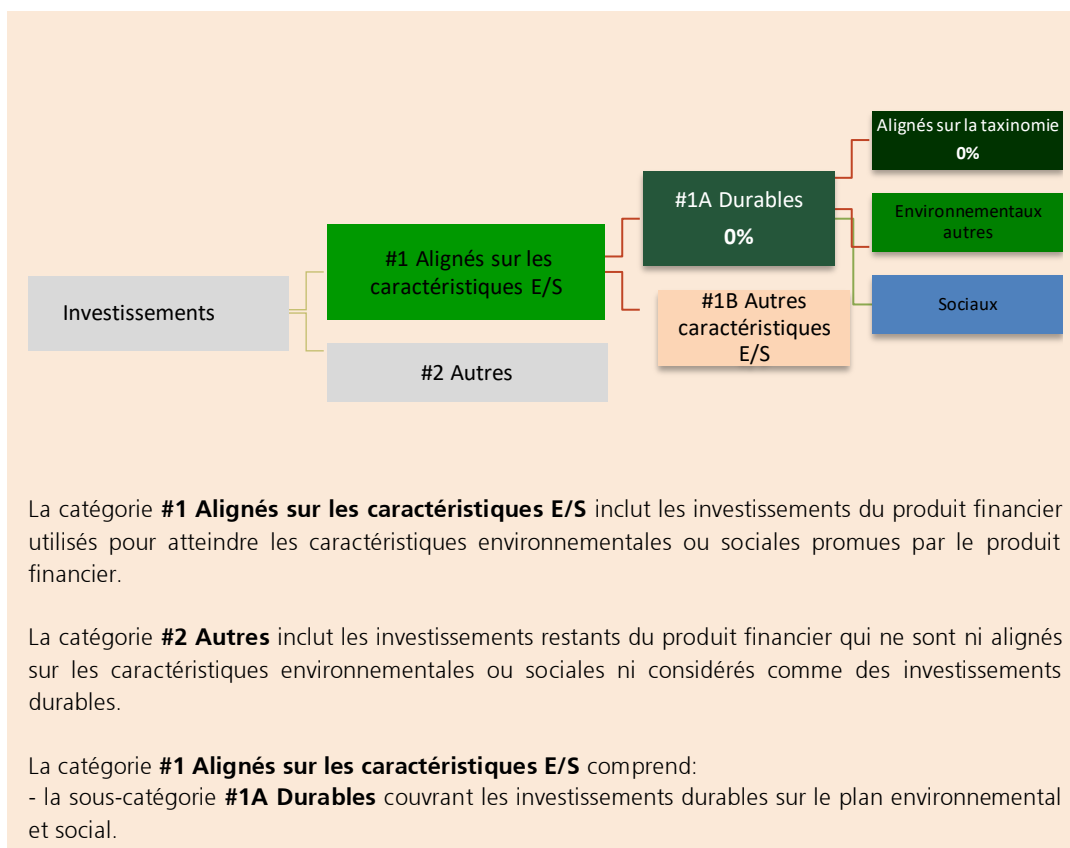 Alignés sur la taxinomie
0%
#1A Durables
0%
Environnementaux
autres
#1 Alignés sur les
caractéristiques E/S
Sociaux
#1B Autres
caractéristiques
E/S
Investissements
#2 Autres
La catégorie #1 Alignés sur les caractéristiques E/S inclut les investissements du produit financier
utilisés pour atteindre les caractéristiques environnementales ou sociales promues par le produit
financier.
La catégorie #2 Autres inclut les investissements restants du produit financier qui ne sont ni alignés
sur les caractéristiques environnementales ou sociales ni considérés comme des investissements
durables.
La catégorie #1 Alignés sur les caractéristiques E/S comprend:
- la sous-catégorie #1A Durables couvrant les investissements durables sur le plan environnemental
et social.